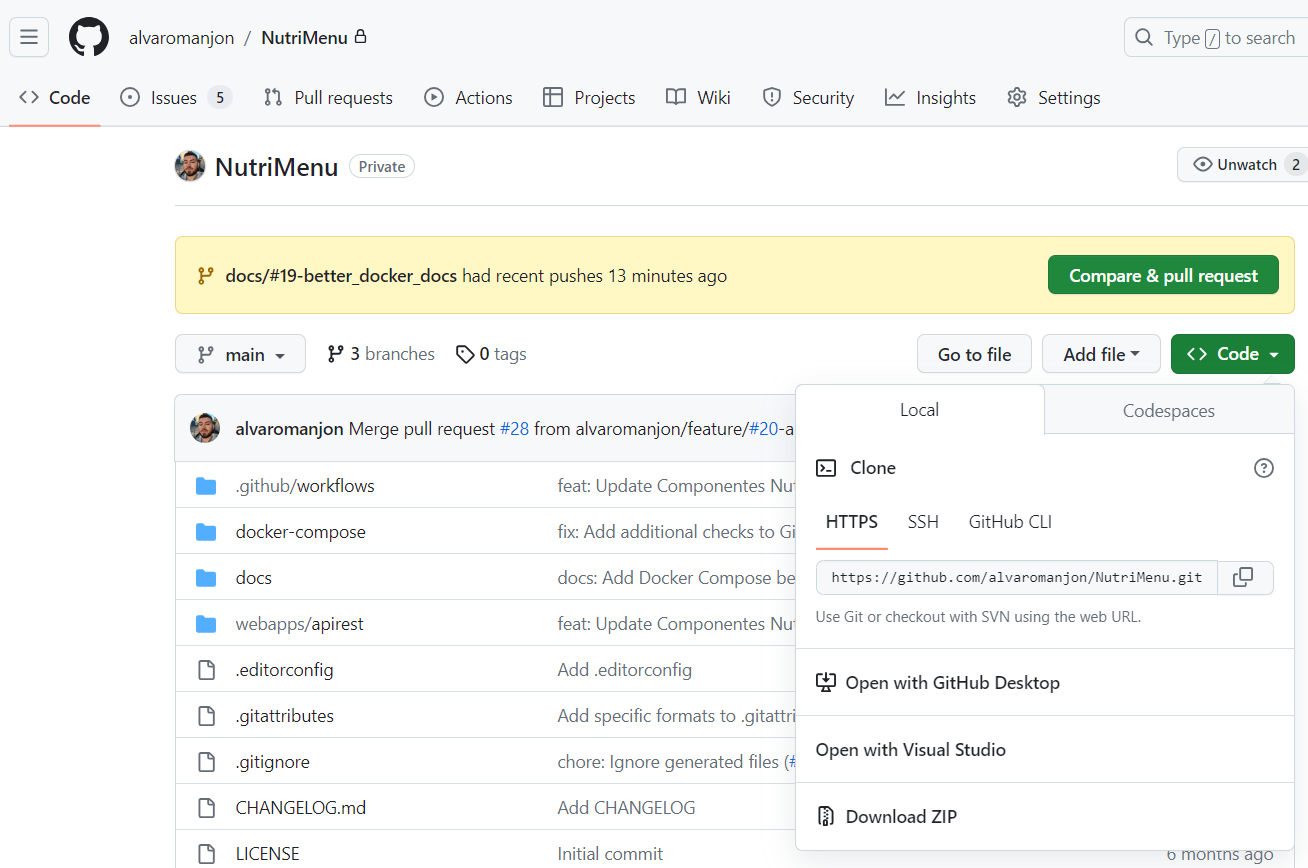 alvaromanjon / NutriMenu
Type / to search
Code
Issues 5
Pull requests
Actions
Projects
Wiki
Security
Insights
Settings
NutriMenu Private
Unwatch 2
docs/#19-better_docker_docs had recent pushes 13 minutes ago
Compare & pull request
main
3 branches
0 tags
Go to file
Add file
Code
alvaromanjon Merge pull request #28 from alvaromanjon/feature/#20-a
.github/workflows feat: Update Componentes Nut
docker-compose fix: Add additional checks to Gi
docs docs: Add Docker Compose be
webapps/apirest feat: Update Componentes Nut
.editorconfig Add .editorconfig
.gitattributes Add specific formats to .gitattri
.gitignore chore: Ignore generated files (#
CHANGELOG.md Add CHANGELOG
LICENSE Initial commit 6 months ago
Local
Codespaces
Clone
HTTPS
SSH
GitHub CLI
https://github.com/alvaromanjon/NutriMenu.git
Use Git or checkout with SVN using the web URL.
Open with GitHub Desktop
Open with Visual Studio
Download ZIP